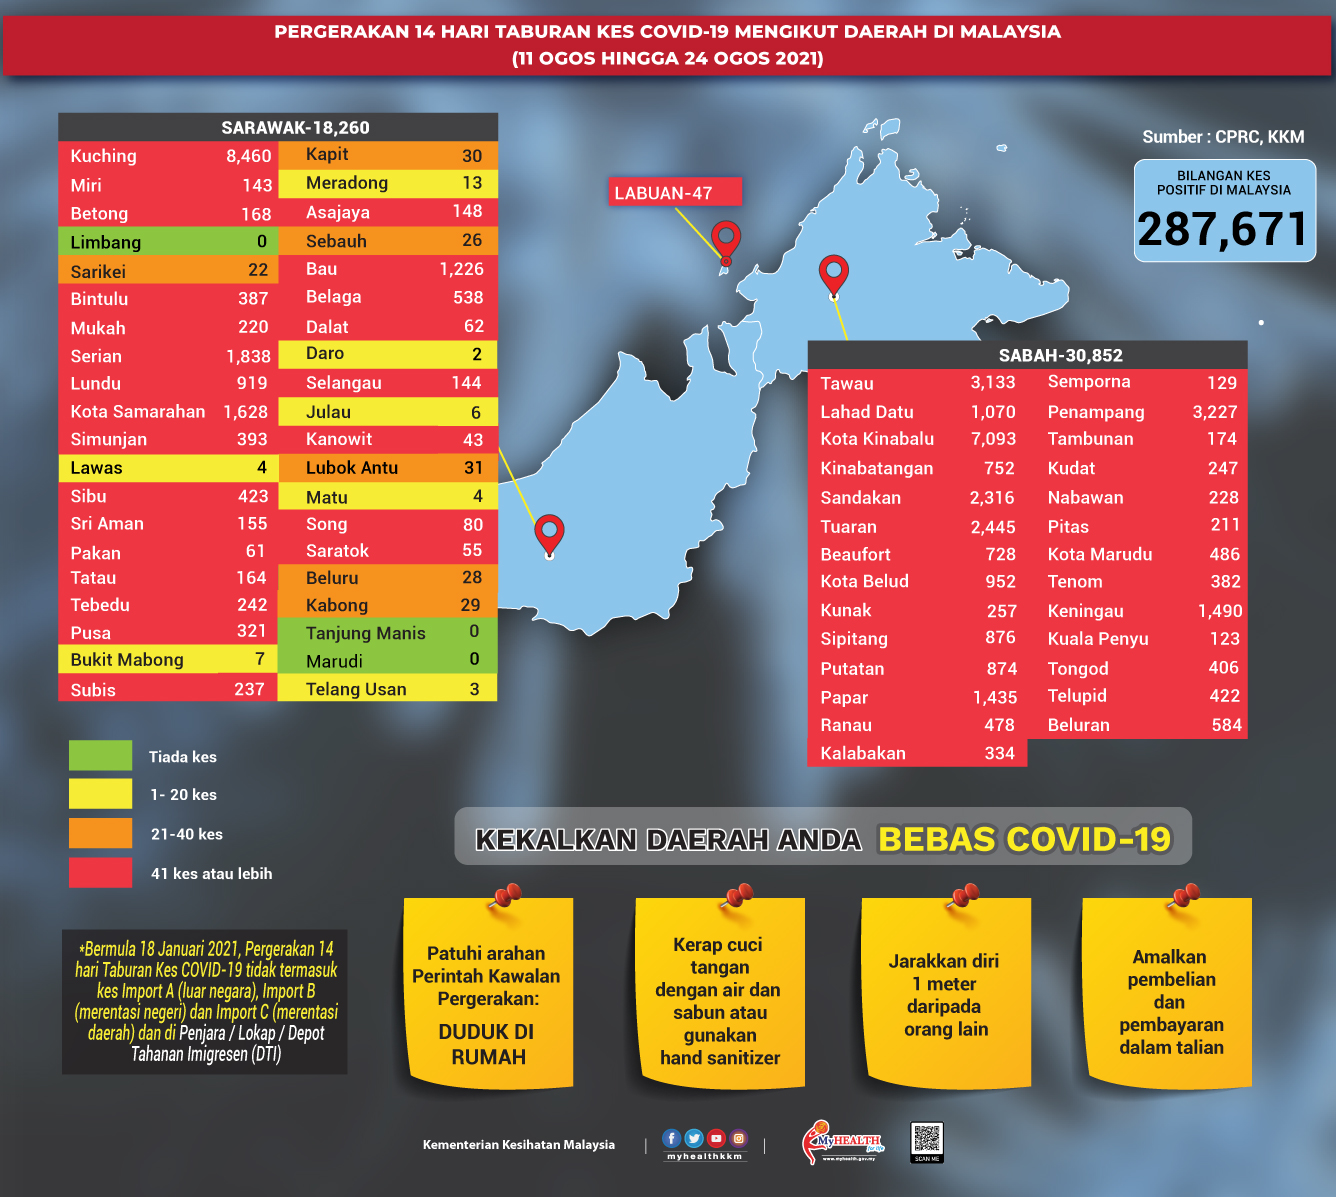 PERGERAKAN 14 HARI TABURAN KES COVID-19 MENGIKUT DAERAH DI MALAYSIA
(11 OGOS HINGGA 24 OGOS 2021)
SARAWAK-18,260
Kuching 8,460
Miri 143
Betong 168
Limbang 0
Sarikei 22
Bintulu 387
Mukah 220
Serian 1,838
Lundu 919
Kota Samarahan 1,628
Simunjan 393
Lawas 4
Sibu 423
Sri Aman 155
Pakan 61
Tatau 164
Tebedu 242
Pusa 321
Bukit Mabong 7
Subis 237
Kapit 30
Meradong 13
Asajaya 148
Sebauh 26
Bau 1,226
Belaga 538
Dalat 62
Daro 2
Selangau 144
Julau 6
Kanowit 43
Lubok Antu 31
Matu 4
Song 80
Saratok 55
Beluru 28
Kabong 29
Tanjung Manis 0
Marudi 0
Telang Usan 3
LABUAN-47
Sumber : CPRC, KKM
BILANGAN KES
POSITIF DI MALAYSIA
287,671
SABAH-30,852
Tawau 3,133
Lahad Datu 1,070
Kota Kinabalu 7,093
Kinabatangan 752
Sandakan 2,316
Tuaran 2,445
Beaufort 728
Kota Belud 952
Kunak 257
Sipitang 876
Putatan 874
Papar 1,435
Ranau 478
Kalabakan 334
Semporna 129
Penampang 3,227
Tambunan 174
Kudat 247
Nabawan 228
Pitas 211
Kota Marudu 486
Tenom 382
Keningau 1,490
Kuala Penyu 123
Tongod 406
Telupid 422
Beluran 584
Tiada kes
1- 20 kes
21-40 kes
41 kes atau lebih
*Bermula 18 Januari 2021, Pergerakan 14
hari Taburan Kes COVID-19 tidak termasuk
kes Import A (luar negara), Import B
(merentasi negeri) dan Import C (merentasi
daerah) dan di Penjara / Lokap / Depot
Tahanan Imigresen (DTI)
KEKALKAN DAERAH ANDA BEBAS COVID-19
Patuhi arahan
Perintah Kawalan
Pergerakan:
DUDUK DI
RUMAH
Kerap cuci
tangan
dengan air dan
sabun atau
gunakan
hand sanitizer
Jarakkan diri
1 meter
daripada
orang lain
Amalkan
pembelian
dan
pembayaran
dalam talian
Kementerian Kesihatan Malaysia
myhealthkkm
MyHEALTH
for life
www.myhealth.gov.my
SCAN ME